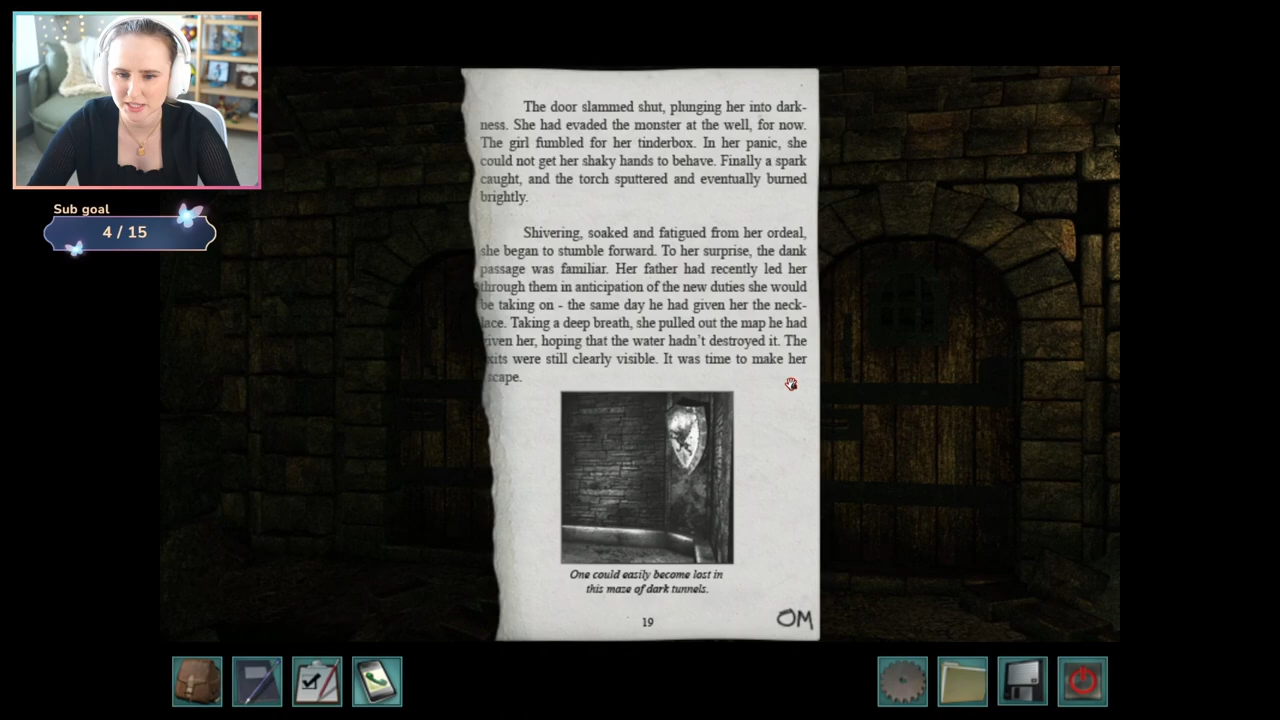 Sub goal
4 / 15
The door slammed shut, plunging her into dark-
ness. She had evaded the monster at the well, for now.
The girl fumbled for her tinderbox. In her panic, she
could not get her shaky hands to behave. Finally a spark
caught, and the torch sputtered and eventually burned
brightly.
Shivering, soaked and fatigued from her ordeal,
she began to stumble forward. To her surprise, the dank
passage was familiar. Her father had recently led her
through them in anticipation of the new duties she would
be taking on - the same day he had given her the neck-
lace. Taking a deep breath, she pulled out the map he had
given her, hoping that the water hadn't destroyed it. The
exits were still clearly visible. It was time to make her
escape.
One could easily become lost in
this maze of dark tunnels.
19
OM